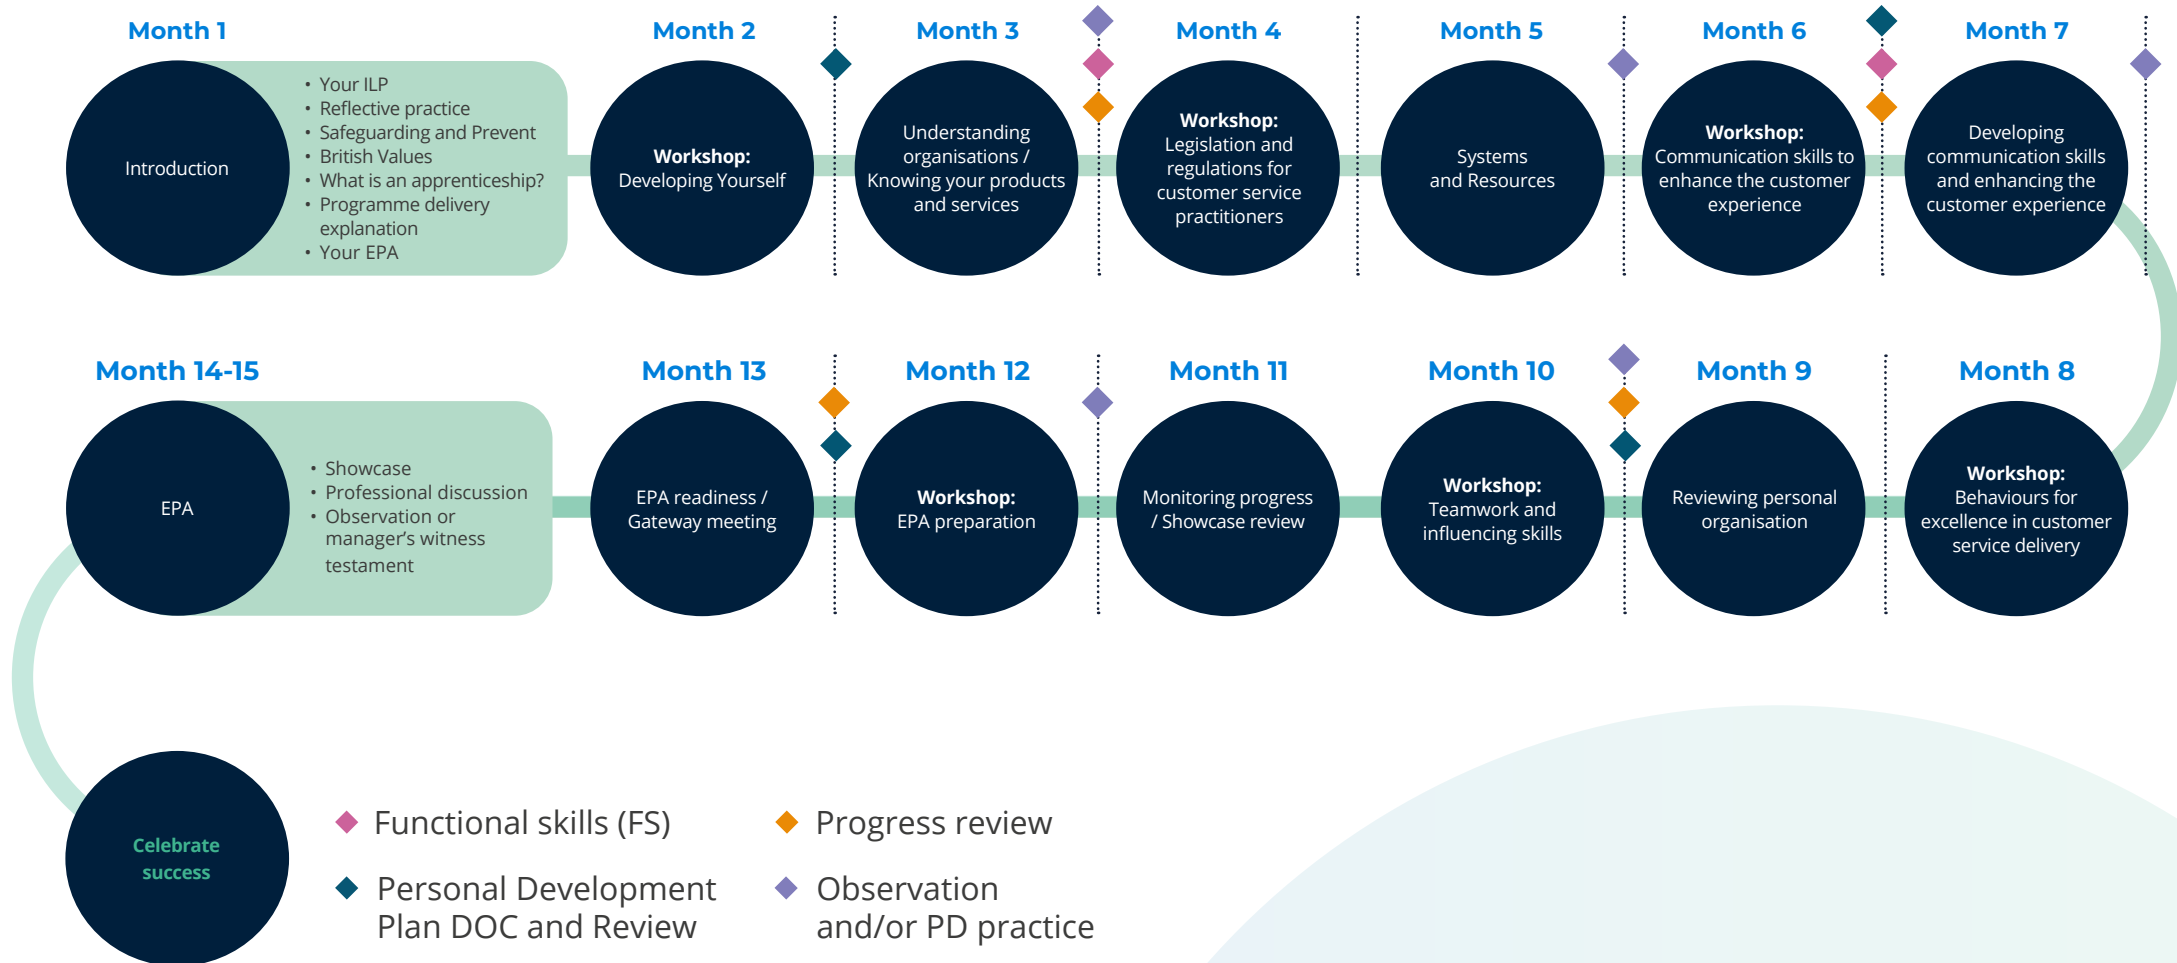 Month 1
Introduction
• Your ILP
• Reflective practice
• Safeguarding and Prevent
• British Values
• What is an apprenticeship?
• Programme delivery
explanation
• Your EPA
Month 2
Workshop:
Developing Yourself
Month 3
Understanding
organisations /
Knowing your products
and services
Month 4
Workshop:
Legislation and
regulations for
customer service
practitioners
Month 5
Systems
and Resources
Month 6
Workshop:
Communication skills to
enhance the customer
experience
Month 7
Developing
communication skills
and enhancing the
customer experience
Month 8
Workshop:
Behaviours for
excellence in customer
service delivery
Month 9
Reviewing personal
organisation
Month 10
Workshop:
Teamwork and
influencing skills
Month 11
Monitoring progress
/ Showcase review
Month 12
Workshop:
EPA preparation
Month 13
EPA readiness /
Gateway meeting
Month 14-15
EPA
• Showcase
• Professional discussion
• Observation or
manager’s witness
testament
Celebrate
success
Functional skills (FS)
Personal Development
Plan DOC and Review
Progress review
Observation
and/or PD practice